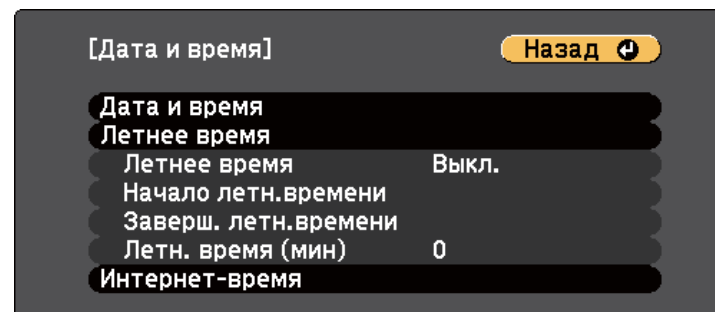 [Дата и время] Назад
Дата и время
Летнее время
Летнее время Выкл.
Начало летн.времени
Заверш. летн.времени
Летн. время (мин) 0
Интернет-время